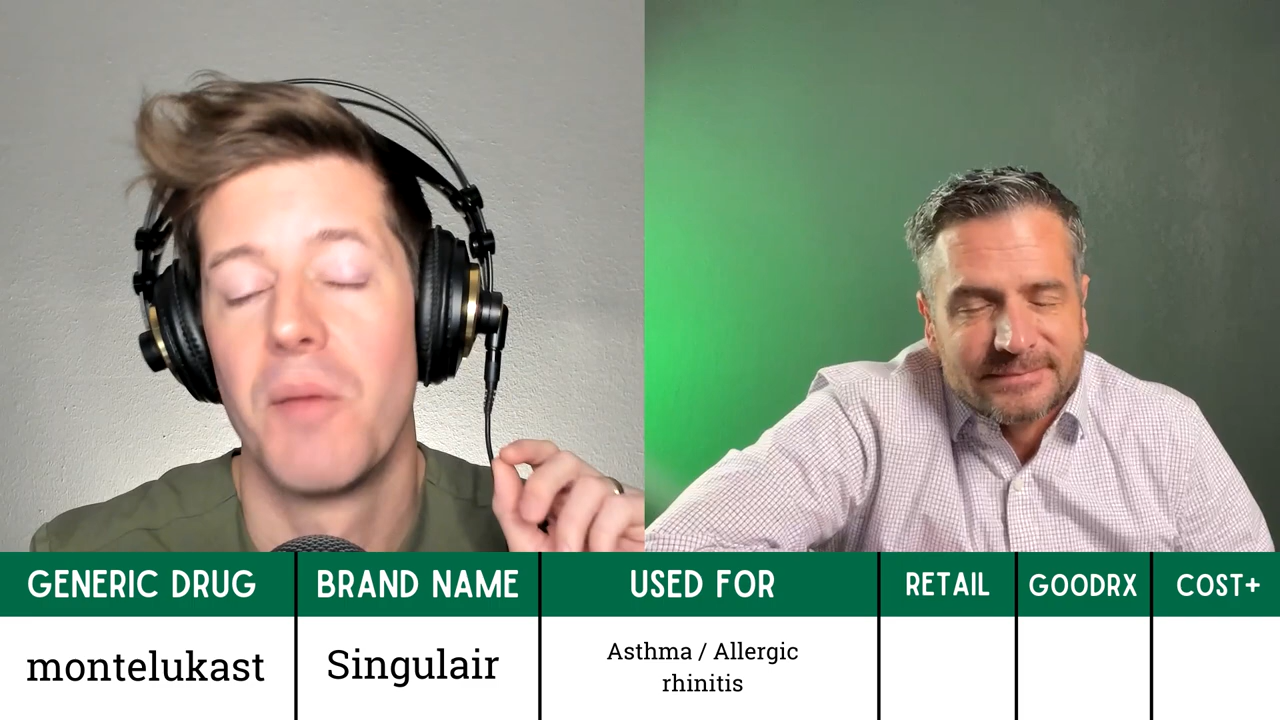 GENERIC DRUG BRAND NAME USED FOR RETAIL GOODRX COST+
montelukast Singulair Asthma / Allergic
rhinitis